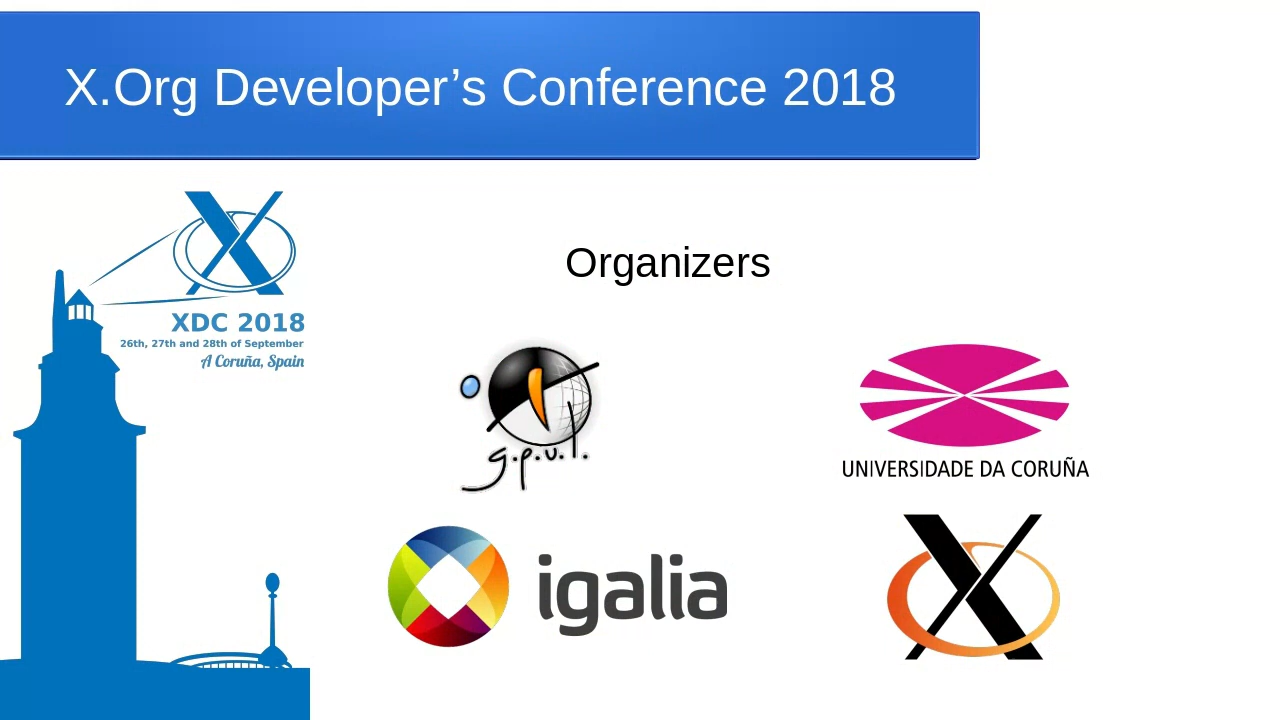 X.Org Developer’s Conference 2018
XDC 2018
26th, 27th and 28th of September
A Coruña, Spain
Organizers
g.p.u.l.
UNIVERSIDADE DA CORUÑA
igalia